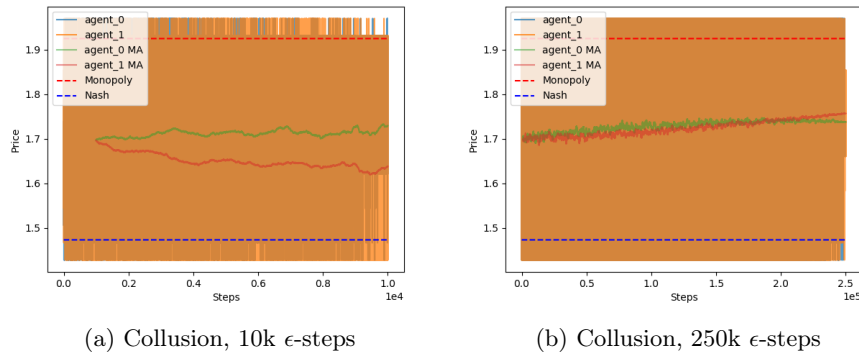 agent_0
agent_1
agent_0 MA
agent_1 MA
Monopoly
Nash
Price
1.9
1.8
1.7
1.6
1.5
0.0
0.2
0.4
0.6
0.8
1.0
1e4
Steps
(a) Collusion, 10k ϵ-steps
agent_0
agent_1
agent_0 MA
agent_1 MA
Monopoly
Nash
Price
1.9
1.8
1.7
1.6
1.5
0.0
0.5
1.0
1.5
2.0
2.5
1e5
Steps
(b) Collusion, 250k ϵ-steps